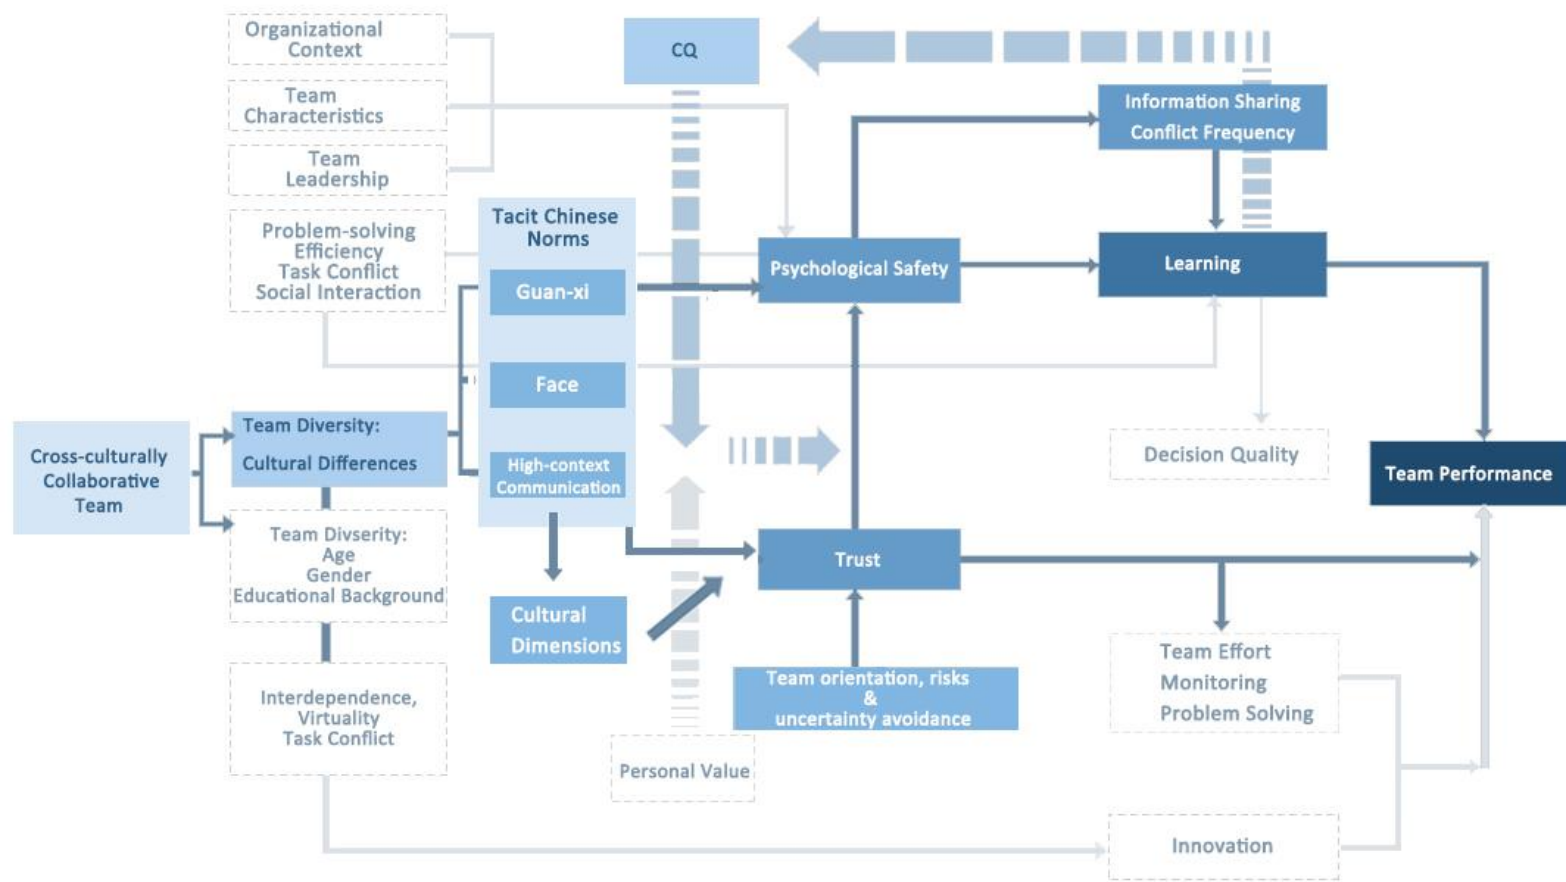 Organizational
Context
Team
Characteristics
Team
Leadership
Problem-solving
Efficiency
Task Conflict
Social Interaction
CQ
Information Sharing
Conflict Frequency
Tacit Chinese
Norms
Guan-xi
Face
High-context
Communication
Psychological Safety
Learning
Cross-culturally
Collaborative
Team
Team Diversity:
Cultural Differences
Team Divserity:
Age
Gender
Educational Background
Interdependence,
Virtuality
Task Conflict
Cultural
Dimensions
Trust
Team orientation, risks
&
uncertainty avoidance
Personal Value
Decision Quality
Team Performance
Team Effort
Monitoring
Problem Solving
Innovation